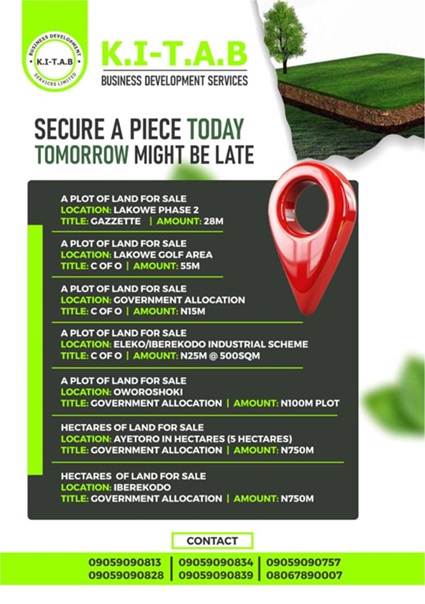 BUSINESS DEVELOPMENT
K.I-T.A.B
SERVICES LIMITED
K.I-T.A.B
BUSINESS DEVELOPMENT SERVICES
SECURE A PIECE TODAY
TOMORROW MIGHT BE LATE
A PLOT OF LAND FOR SALE
LOCATION: LAKOWE PHASE 2
TITLE: GAZZETTE | AMOUNT: 28M
A PLOT OF LAND FOR SALE
LOCATION: LAKOWE GOLF AREA
TITLE: C OF O | AMOUNT: 55M
A PLOT OF LAND FOR SALE
LOCATION: GOVERNMENT ALLOCATION
TITLE: C OF O | AMOUNT: N15M
A PLOT OF LAND FOR SALE
LOCATION: ELEKO/IBEREKODO INDUSTRIAL SCHEME
TITLE: C OF O | AMOUNT: N25M @ 500SQM
A PLOT OF LAND FOR SALE
LOCATION: OWOROSHOKI
TITLE: GOVERNMENT ALLOCATION | AMOUNT: N100M PLOT
HECTARES OF LAND FOR SALE
LOCATION: AYETORO IN HECTARES (5 HECTARES)
TITLE: GOVERNMENT ALLOCATION | AMOUNT: N750M
HECTARES OF LAND FOR SALE
LOCATION: IBEREKODO
TITLE: GOVERNMENT ALLOCATION | AMOUNT: N750M
CONTACT
09059090813 | 09059090834 | 09059090757
09059090828 | 09059090839 | 08067890007